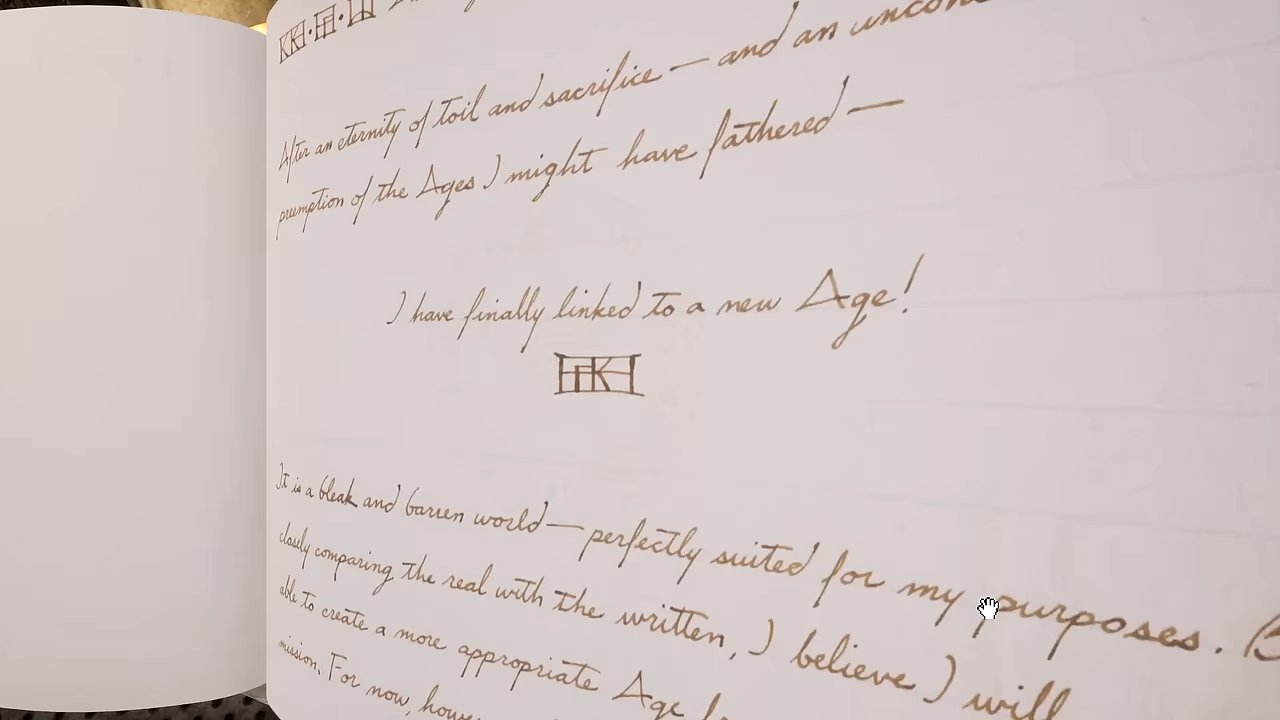 After an eternity of toil and sacrifice — and an
preemption of the Ages I might have fathered —
I have finally linked to a new Age!
It is a bleak and barren world — perfectly suited for my purposes.
closely comparing the real with the written, I believe I will
able to create a more appropriate Age
mission. For now,